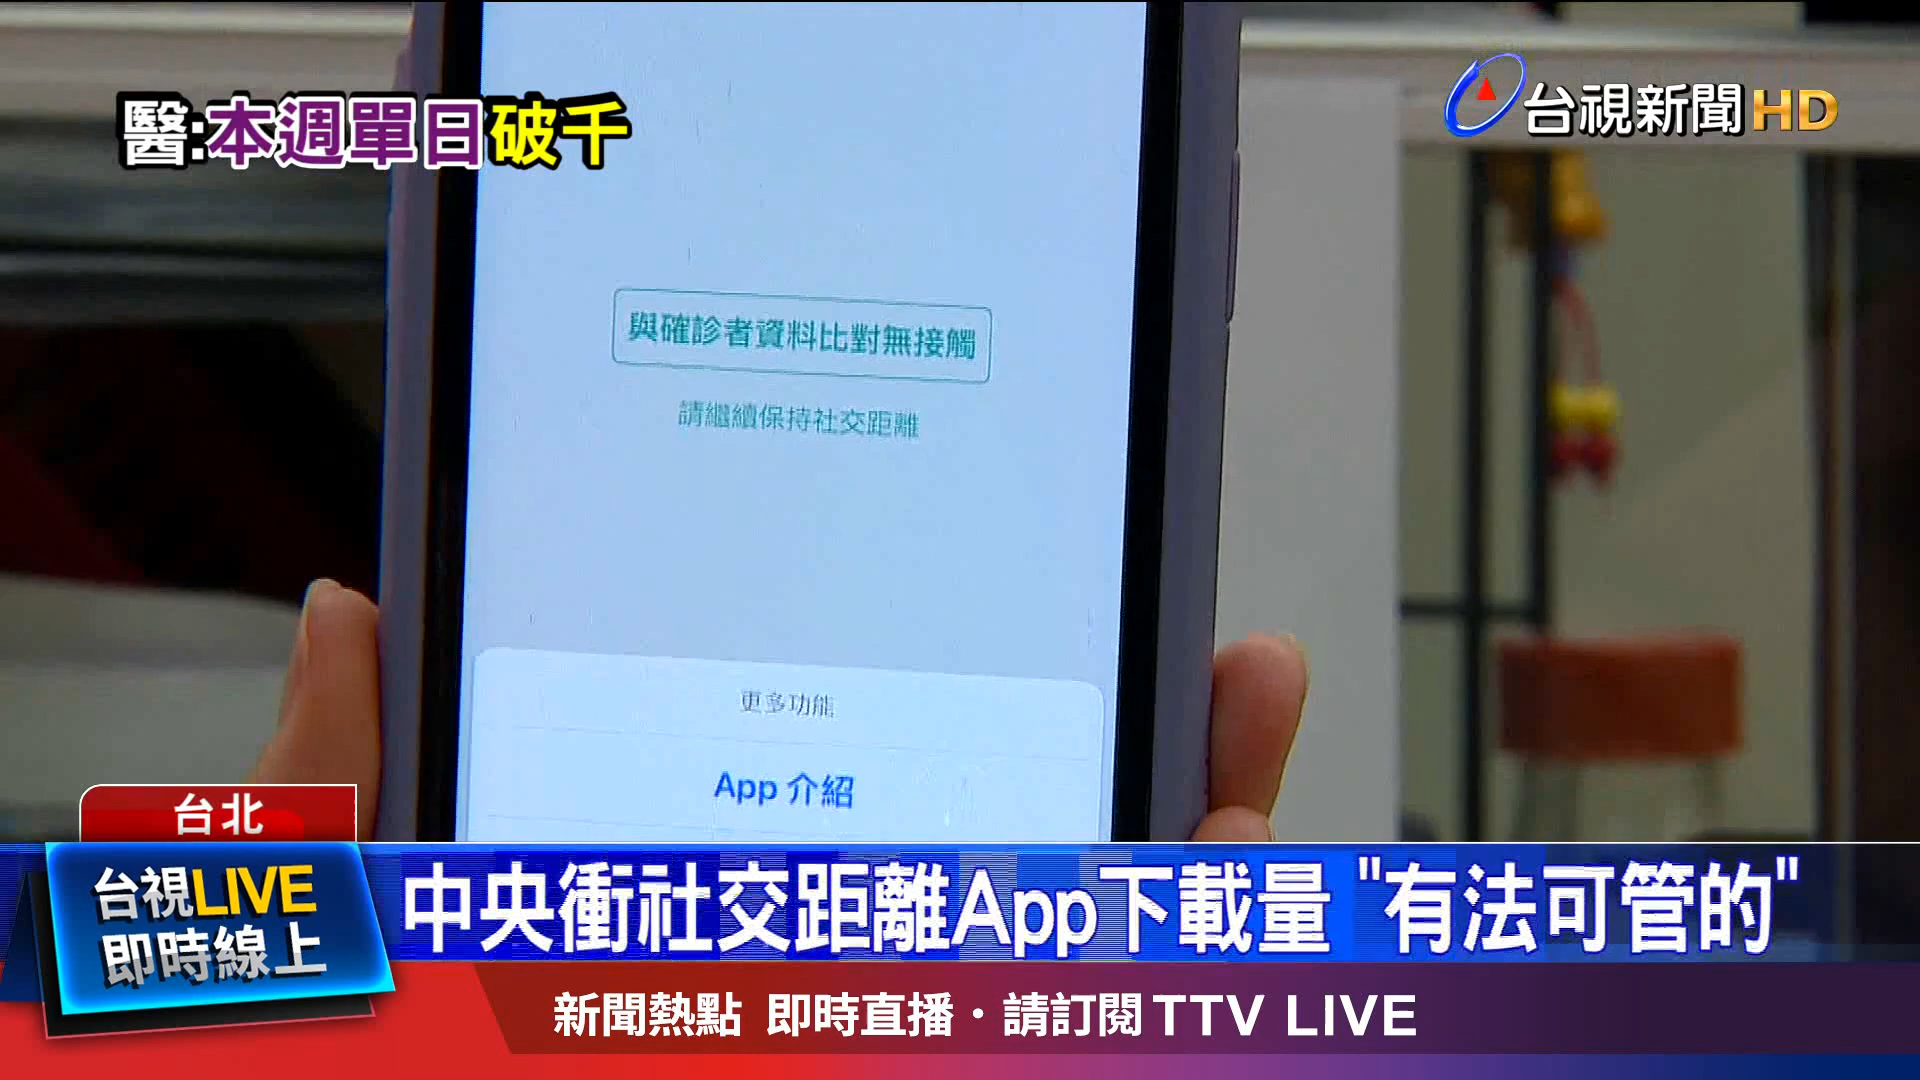 醫:本週單日破千
台視新聞HD
與確診者資料比對無接觸
請繼續保持社交距離
更多功能
App 介紹
台北
台視LIVE
即時線上
中央衝社交距離App下載量 "有法可管的"
新聞熱點 即時直播・請訂閱TTV LIVE